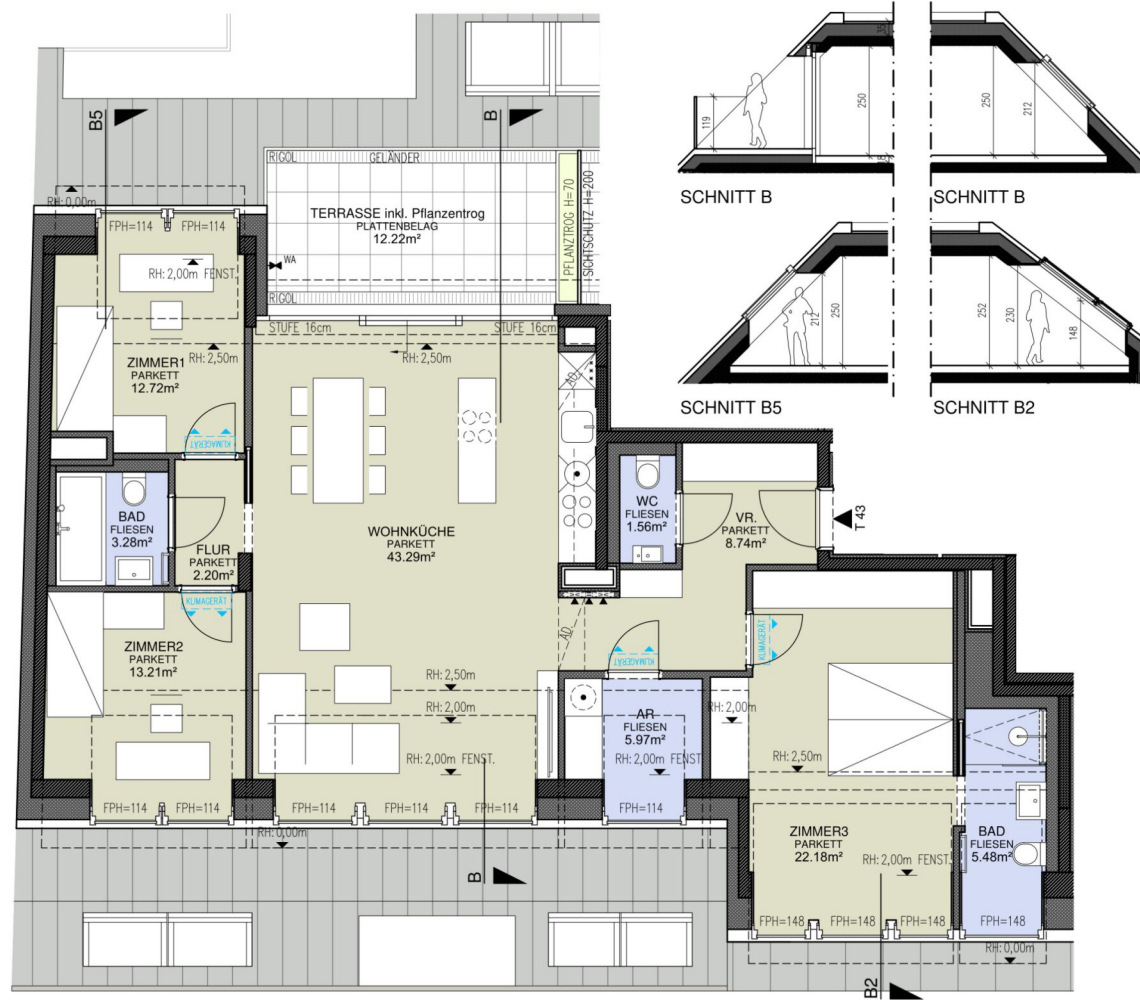 B5
B
RIGOL
GELÄNDER
TERRASSE inkl. Pflanzentrog
PLATTENBELAG
12.22m²
PFLANZTROG H=70
SICHTSCHUTZ H=200
WA
RIGOL
STUFE 16cm
STUFE 16cm
RH: 0,00m
FPH=114
FPH=114
RH: 2,00m FENST.
RH: 2,50m
RH: 2,50m
ZIMMER1
PARKETT
12.72m²
KLIMAGERÄT
BAD
FLIESEN
3.28m²
FLUR
PARKETT
2.20m²
KLIMAGERÄT
ZIMMER2
PARKETT
13.21m²
FPH=114
FPH=114
WOHNKÜCHE
PARKETT
43.29m²
AD.
AD.
RH: 2,50m
RH: 2,00m
RH: 2,00m FENST.
FPH=114
FPH=114
FPH=114
RH: 0,00m
WC
FLIESEN
1.56m²
VR.
PARKETT
8.74m²
T 43
KLIMAGERÄT
AR
FLIESEN
5.97m²
RH: 2,00m FENST.
FPH=114
KLIMAGERÄT
RH: 2,00m
RH: 2,50m
ZIMMER3
PARKETT
22.18m²
RH: 2,00m FENST.
FPH=148
FPH=148
FPH=148
BAD
FLIESEN
5.48m²
FPH=148
RH: 0,00m
B
B2
119
250
250
212
SCHNITT B
SCHNITT B
212
250
252
230
148
SCHNITT B5
SCHNITT B2